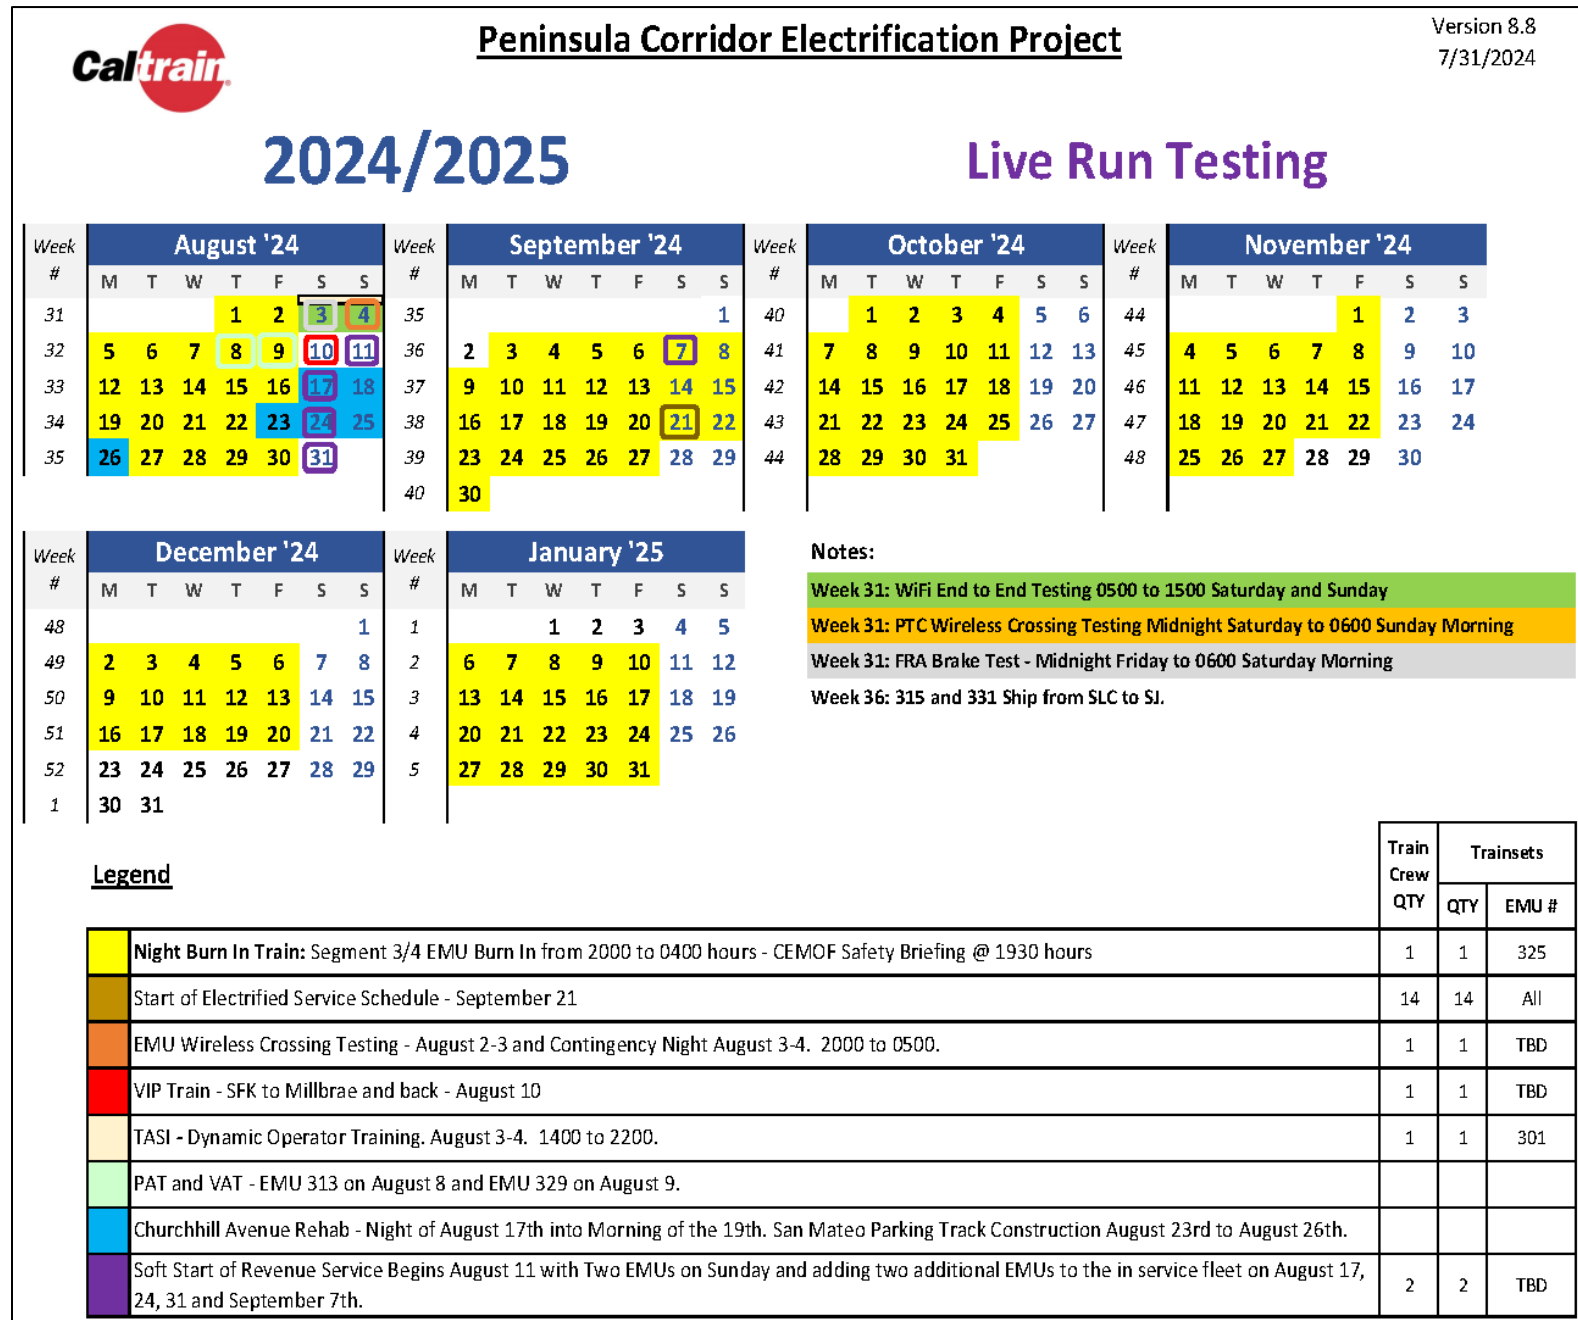 Caltrain
Peninsula Corridor Electrification Project
Version 8.8
7/31/2024
2024/2025
Live Run Testing
Week # August '24
M T W T F S S
31 1 2 3 4
32 5 6 7 8 9 10 11
33 12 13 14 15 16 17 18
34 19 20 21 22 23 24 25
35 26 27 28 29 30 31
Week # September '24
M T W T F S S
35 1
36 2 3 4 5 6 7 8
37 9 10 11 12 13 14 15
38 16 17 18 19 20 21 22
39 23 24 25 26 27 28 29
40 30
Week # October '24
M T W T F S S
40 1 2 3 4 5 6
41 7 8 9 10 11 12 13
42 14 15 16 17 18 19 20
43 21 22 23 24 25 26 27
44 28 29 30 31
Week # November '24
M T W T F S S
44 1 2 3
45 4 5 6 7 8 9 10
46 11 12 13 14 15 16 17
47 18 19 20 21 22 23 24
48 25 26 27 28 29 30
Week # December '24
M T W T F S S
48 1
49 2 3 4 5 6 7 8
50 9 10 11 12 13 14 15
51 16 17 18 19 20 21 22
52 23 24 25 26 27 28 29
1 30 31
Week # January '25
M T W T F S S
1 1 2 3 4 5
2 6 7 8 9 10 11 12
3 13 14 15 16 17 18 19
4 20 21 22 23 24 25 26
5 27 28 29 30 31
Notes:
Week 31: WiFi End to End Testing 0500 to 1500 Saturday and Sunday
Week 31: PTC Wireless Crossing Testing Midnight Saturday to 0600 Sunday Morning
Week 31: FRA Brake Test - Midnight Friday to 0600 Saturday Morning
Week 36: 315 and 331 Ship from SLC to SJ.
Legend
Train Crew QTY
Trainsets
QTY EMU #
Night Burn In Train: Segment 3/4 EMU Burn In from 2000 to 0400 hours - CEMOF Safety Briefing @ 1930 hours 1 1 325
Start of Electrified Service Schedule - September 21 14 14 All
EMU Wireless Crossing Testing - August 2-3 and Contingency Night August 3-4. 2000 to 0500. 1 1 TBD
VIP Train - SFK to Millbrae and back - August 10 1 1 TBD
TASI - Dynamic Operator Training. August 3-4. 1400 to 2200. 1 1 301
PAT and VAT - EMU 313 on August 8 and EMU 329 on August 9.
Churchhill Avenue Rehab - Night of August 17th into Morning of the 19th. San Mateo Parking Track Construction August 23rd to August 26th.
Soft Start of Revenue Service Begins August 11 with Two EMUs on Sunday and adding two additional EMUs to the in service fleet on August 17,
24, 31 and September 7th. 2 2 TBD